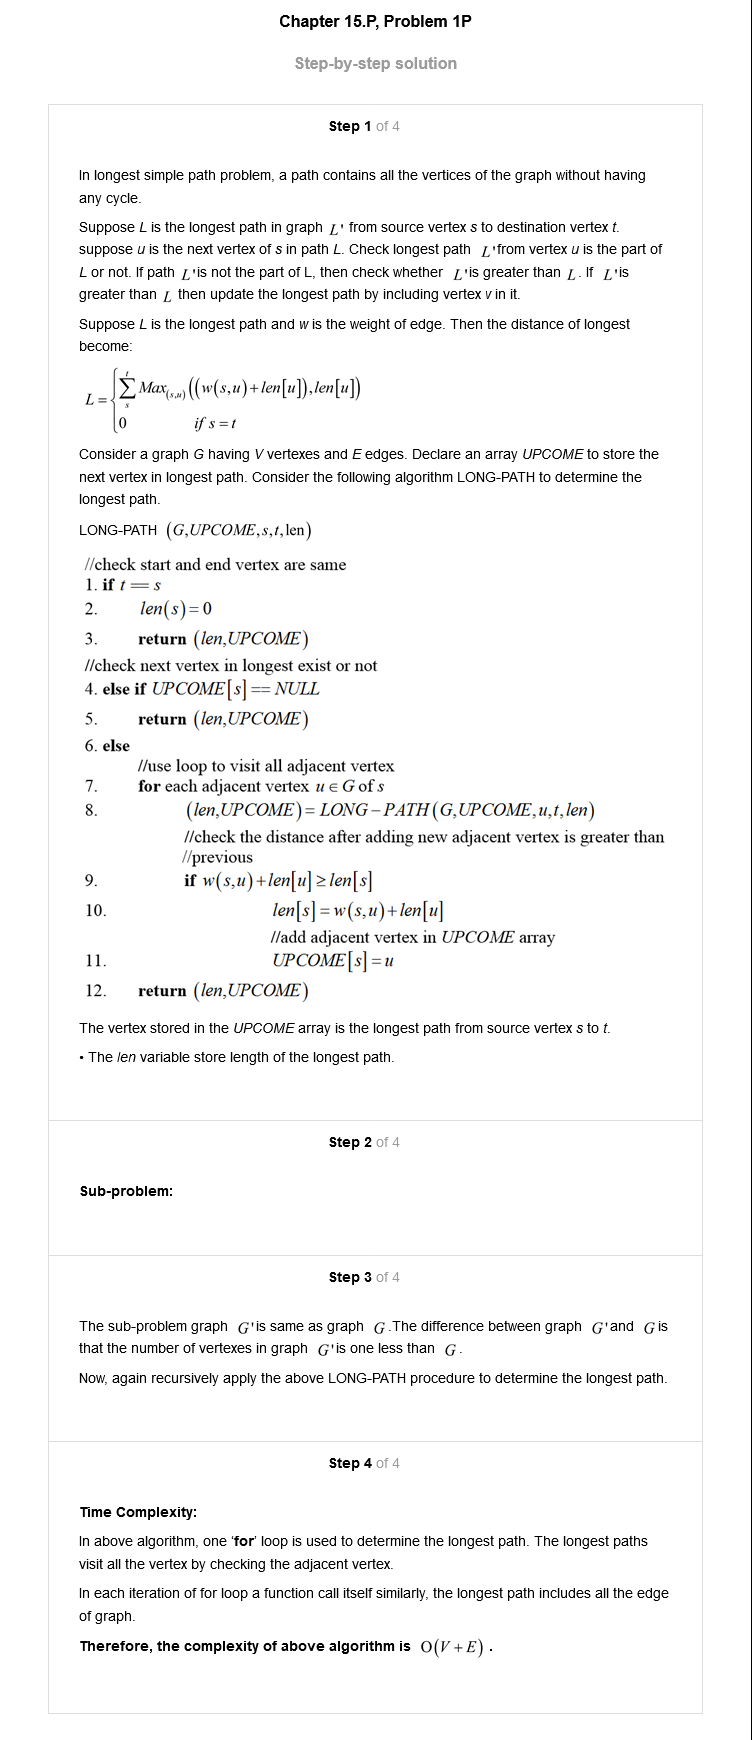 Chapter 15.P, Problem 1P
Step-by-step solution
Step 1 of 4
In longest simple path problem, a path contains all the vertices of the graph without having
any cycle.
Suppose L is the longest path in graph L' from source vertex s to destination vertex t.
suppose u is the next vertex of s in path L. Check longest path L' from vertex u is the part of
L or not. If path L' is not the part of L, then check whether L' is greater than L. If L' is
greater than L then update the longest path by including vertex v in it.
Suppose L is the longest path and w is the weight of edge. Then the distance of longest
become:
L = { ∑_s^t Max_(s,u)((w(s,u)+len[u]),len[u])
0 if s = t
Consider a graph G having V vertexes and E edges. Declare an array UPCOME to store the
next vertex in longest path. Consider the following algorithm LONG-PATH to determine the
longest path.
LONG-PATH (G,UPCOME,s,t,len)
//check start and end vertex are same
1. if t == s
2. len(s) = 0
3. return (len,UPCOME)
//check next vertex in longest exist or not
4. else if UPCOME[s] == NULL
5. return (len,UPCOME)
6. else
//use loop to visit all adjacent vertex
7. for each adjacent vertex u ∈ G of s
8. (len,UPCOME) = LONG-PATH(G,UPCOME,u,t,len)
//check the distance after adding new adjacent vertex is greater than
//previous
9. if w(s,u)+len[u] ≥ len[s]
10. len[s] = w(s,u)+len[u]
//add adjacent vertex in UPCOME array
11. UPCOME[s] = u
12. return (len,UPCOME)
The vertex stored in the UPCOME array is the longest path from source vertex s to t.
• The len variable store length of the longest path.
Step 2 of 4
Sub-problem:
Step 3 of 4
The sub-problem graph G' is same as graph G .The difference between graph G' and G is
that the number of vertexes in graph G' is one less than G .
Now, again recursively apply the above LONG-PATH procedure to determine the longest path.
Step 4 of 4
Time Complexity:
In above algorithm, one 'for' loop is used to determine the longest path. The longest paths
visit all the vertex by checking the adjacent vertex.
In each iteration of for loop a function call itself similarly, the longest path includes all the edge
of graph.
Therefore, the complexity of above algorithm is O(V + E) .